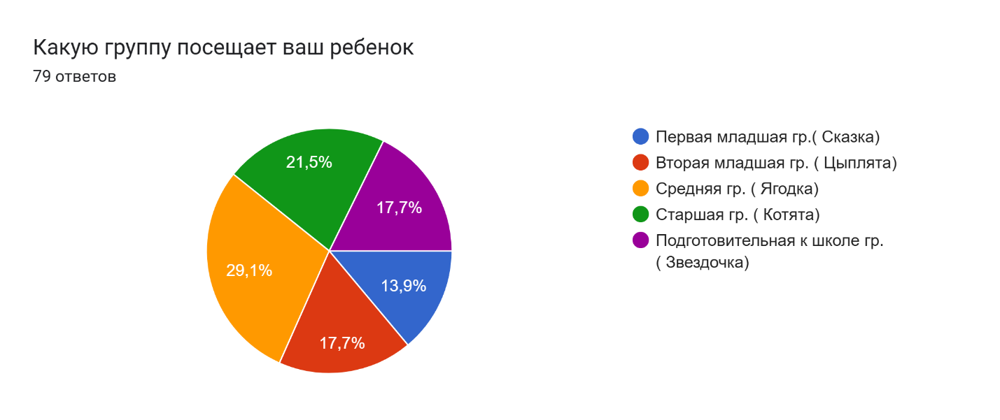 Какую группу посещает ваш ребенок
79 ответов
21,5%
17,7%
29,1%
13,9%
17,7%
Первая младшая гр.( Сказка)
Вторая младшая гр. ( Цыплята)
Средняя гр. ( Ягодка)
Старшая гр. ( Котята)
Подготовительная к школе гр.
( Звездочка)